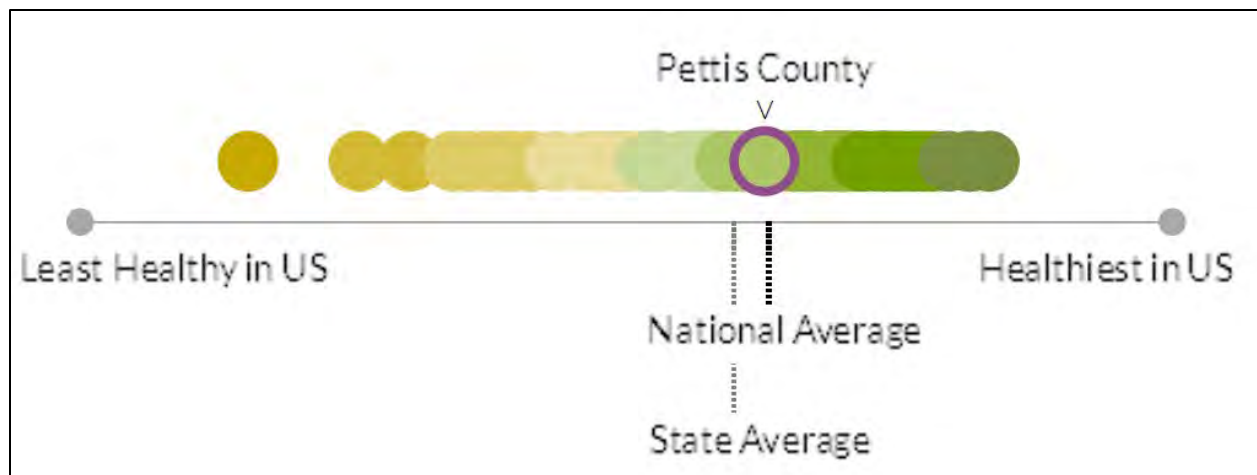 Pettis County
Least Healthy in US
Healthiest in US
National Average
State Average